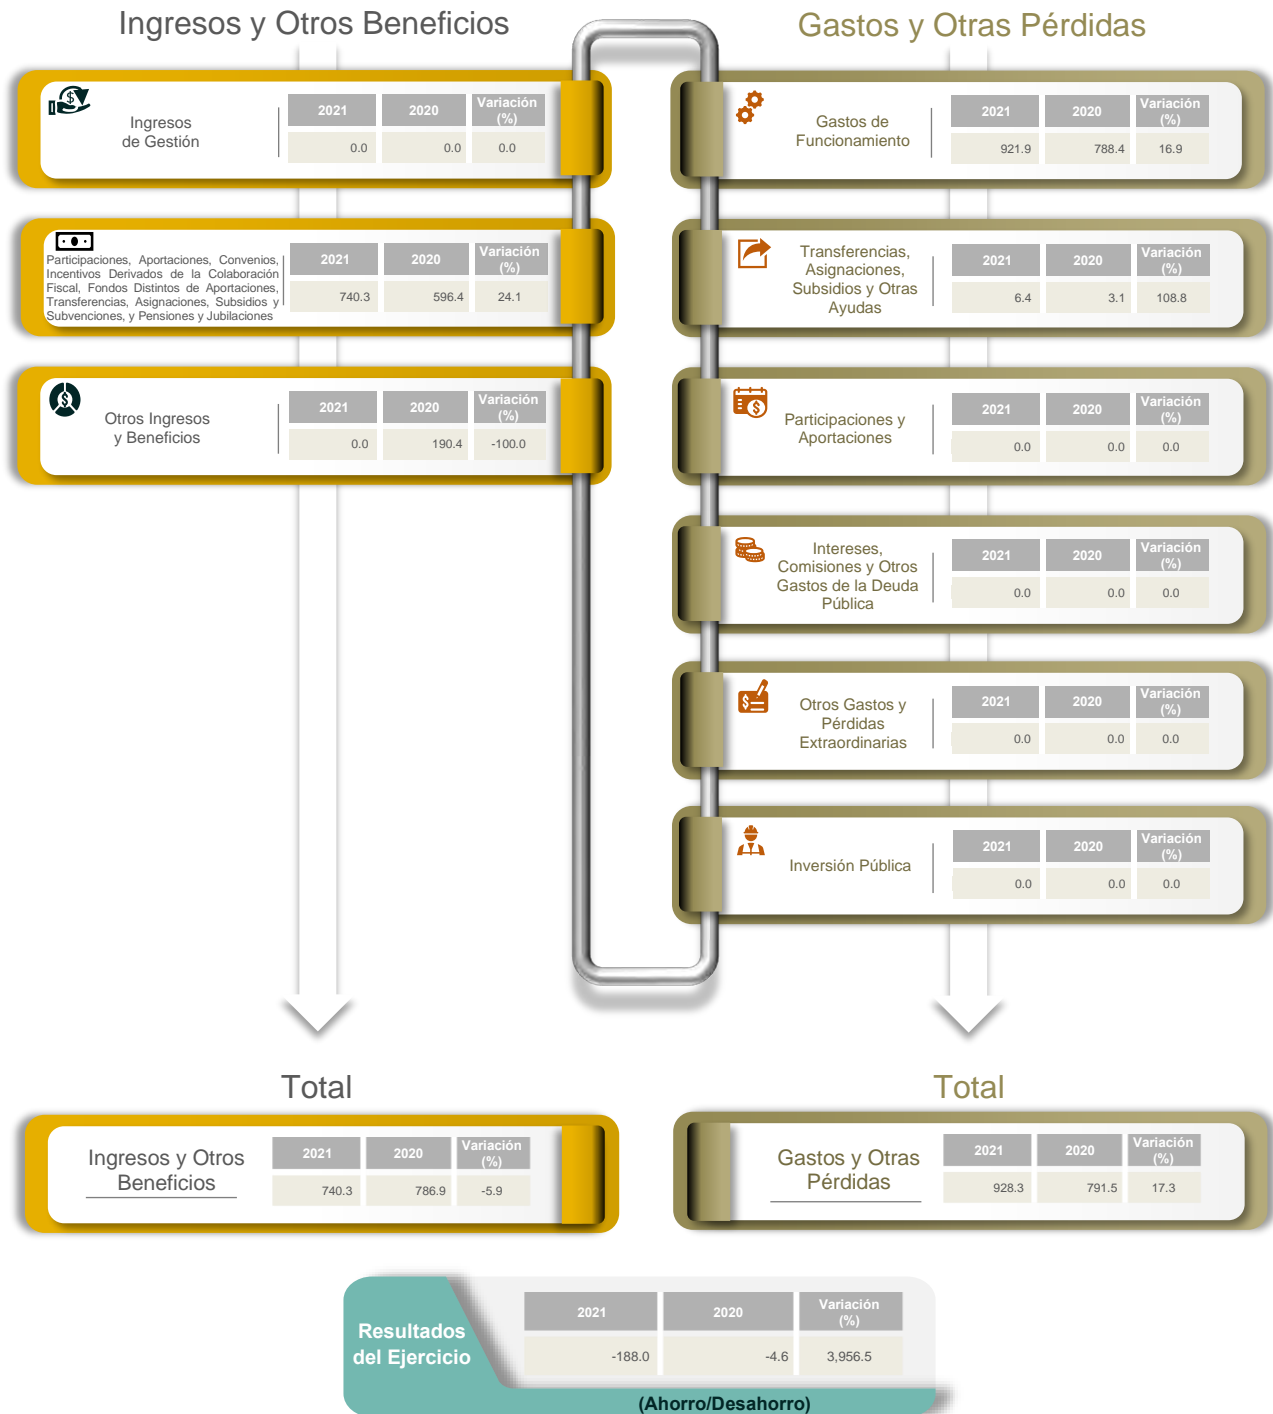 Ingresos y Otros Beneficios
Ingresos
de Gestión
2021 2020 Variación (%)
0.0 0.0 0.0
Participaciones, Aportaciones, Convenios,
Incentivos Derivados de la Colaboración
Fiscal, Fondos Distintos de Aportaciones,
Transferencias, Asignaciones, Subsidios y
Subvenciones, y Pensiones y Jubilaciones
2021 2020 Variación (%)
740.3 596.4 24.1
Otros Ingresos
y Beneficios
2021 2020 Variación (%)
0.0 190.4 -100.0
Gastos y Otras Pérdidas
Gastos de
Funcionamiento
2021 2020 Variación (%)
921.9 788.4 16.9
Transferencias,
Asignaciones,
Subsidios y Otras
Ayudas
2021 2020 Variación (%)
6.4 3.1 108.8
Participaciones y
Aportaciones
2021 2020 Variación (%)
0.0 0.0 0.0
Intereses,
Comisiones y Otros
Gastos de la Deuda
Pública
2021 2020 Variación (%)
0.0 0.0 0.0
Otros Gastos y
Pérdidas
Extraordinarias
2021 2020 Variación (%)
0.0 0.0 0.0
Inversión Pública
2021 2020 Variación (%)
0.0 0.0 0.0
Total
Ingresos y Otros
Beneficios
2021 2020 Variación (%)
740.3 786.9 -5.9
Total
Gastos y Otras
Pérdidas
2021 2020 Variación (%)
928.3 791.5 17.3
Resultados
del Ejercicio
2021 2020 Variación (%)
-188.0 -4.6 3,956.5
(Ahorro/Desahorro)